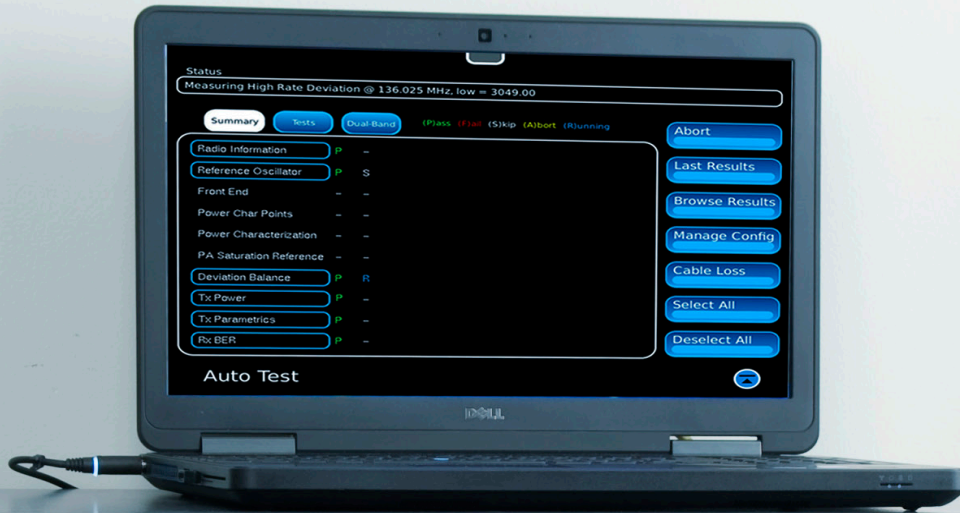 Status
Measuring High Rate Deviation @ 136.025 MHz, low = 3049.00
Summary Tests Dual-Band (P)ass (F)ail (S)kip (A)bort (R)unning
Radio Information P –
Reference Oscillator P S
Front End – –
Power Char Points – –
Power Characterization – –
PA Saturation Reference – –
Deviation Balance P R
Tx Power P –
Tx Parametrics P –
Rx BER P –
Abort
Last Results
Browse Results
Manage Config
Cable Loss
Select All
Deselect All
Auto Test
DELL